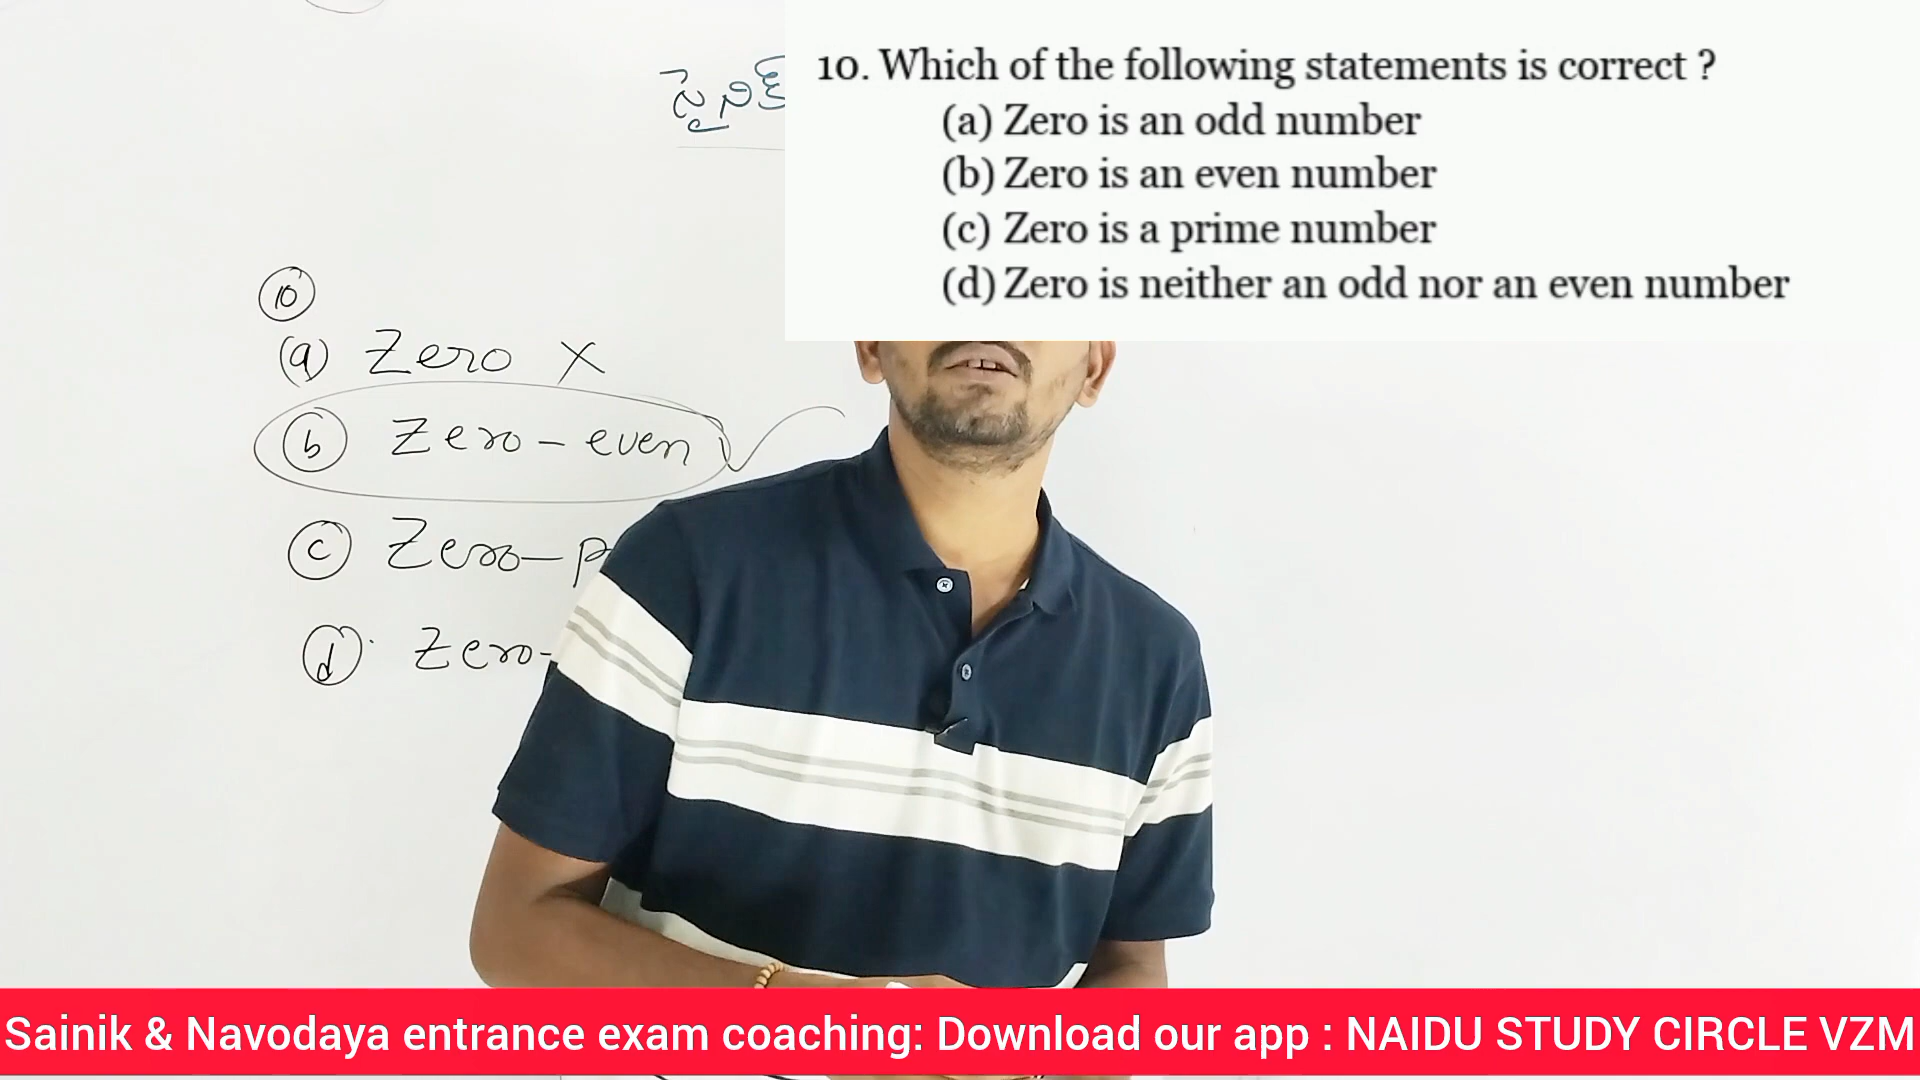 సైనిక్
10. Which of the following statements is correct ?
(a) Zero is an odd number
(b) Zero is an even number
(c) Zero is a prime number
(d) Zero is neither an odd nor an even number
10
(a) Zero X
b Zero - even ✓
c Zero - p
d Zero -
Sainik & Navodaya entrance exam coaching: Download our app : NAIDU STUDY CIRCLE VZM